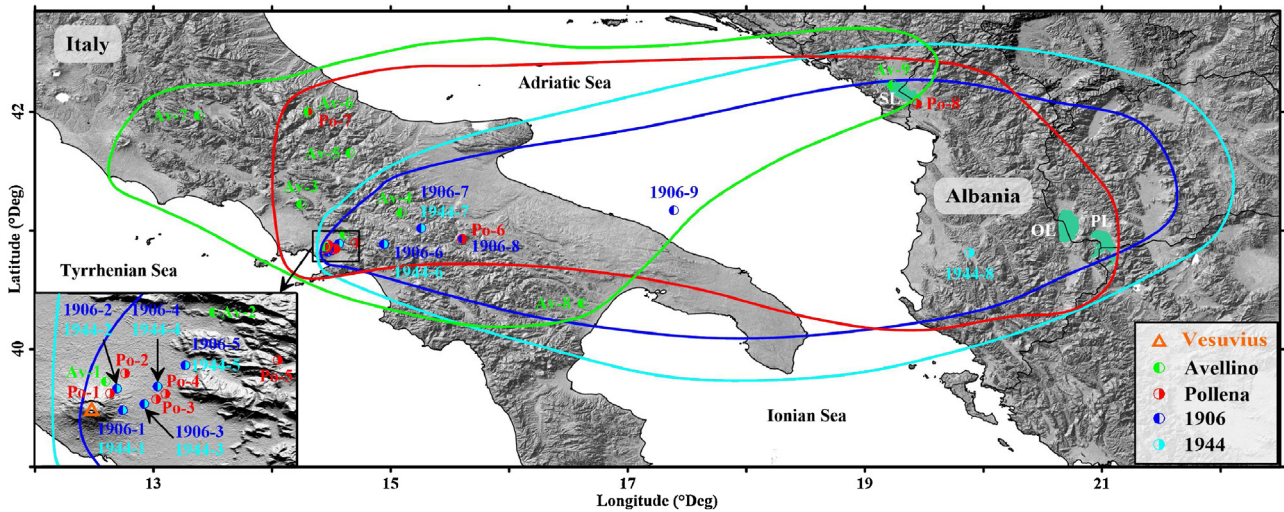 Italy
Adriatic Sea
Av-9
SL
Po-8
Av-6
Po-7
Av-7
Av-5
Av-3
Av-4
1906-7
1944-7
1906-9
Albania
Po-6
1906-8
1906-6
1944-6
OL
PL
1944-8
Tyrrhenian Sea
Av-8
Ionian Sea
1906-2
1944-2
1906-4
1944-4
Av-2
1906-5
1944-5
Po-2
Av-1
Po-1
Po-4
Po-3
Po-5
1906-1
1944-1
1906-3
1944-3
Vesuvius
Avellino
Pollena
1906
1944
Latitude (°Deg)
42
40
13
15
17
19
21
Longitude (°Deg)